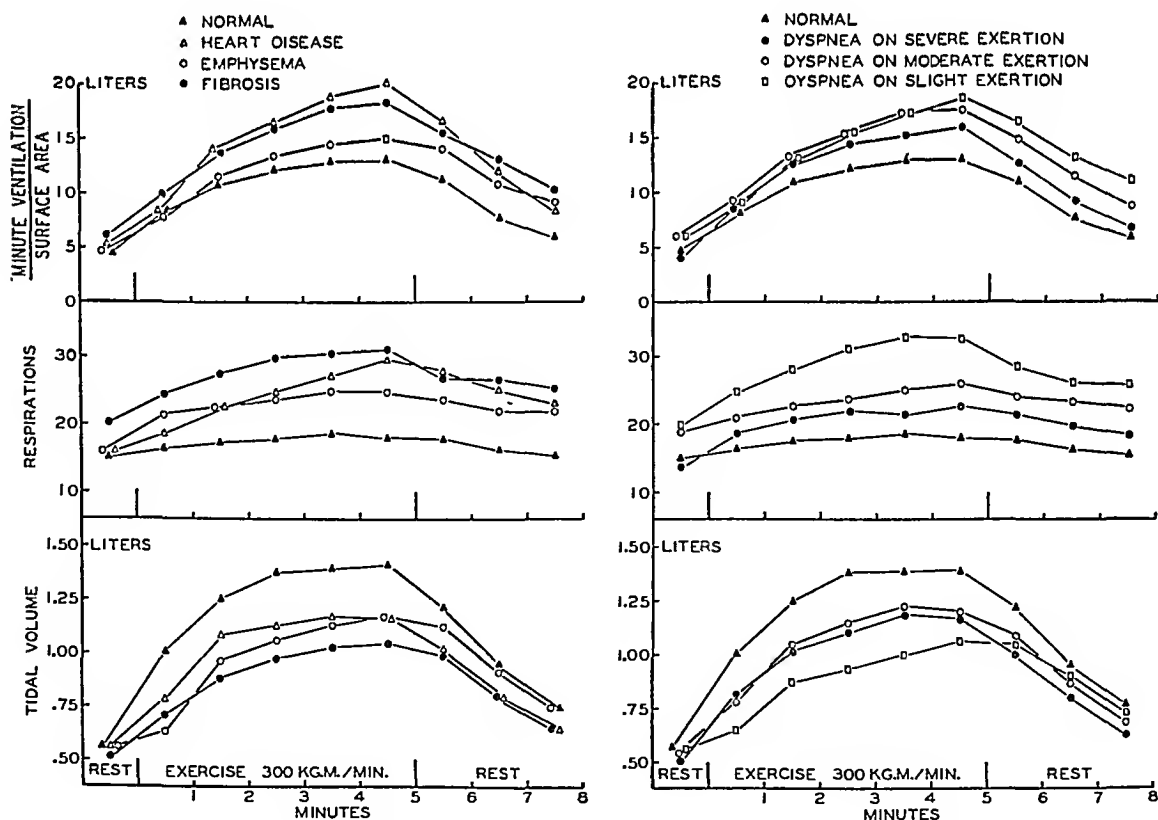 ▲ NORMAL
△ HEART OISEASE
○ EMPHYSEMA
● FIBROSIS
20 LITERS
15
10
5
0
MINUTE VENTILATION
SURFACE AREA
30
20
10
RESPIRATIONS
1.50 LITERS
1.25
1.00
.75
.50
TIDAL VOLUME
REST EXERCISE 300 KG.M./MIN. REST
1 2 3 4 5 6 7 8
MINUTES
▲ NORMAL
● DYSPNEA ON SEVERE EXERTION
○ DYSPNEA ON MODERATE EXERTION
□ OYSPNEA ON SLIGHT EXERTION
20 LITERS
15
10
5
0
30
20
10
1.50 LITERS
1.25
1.00
.75
.50
REST EXERCISE 300 KG.M./MIN. REST
1 2 3 4 5 6 7 8
MINUTES